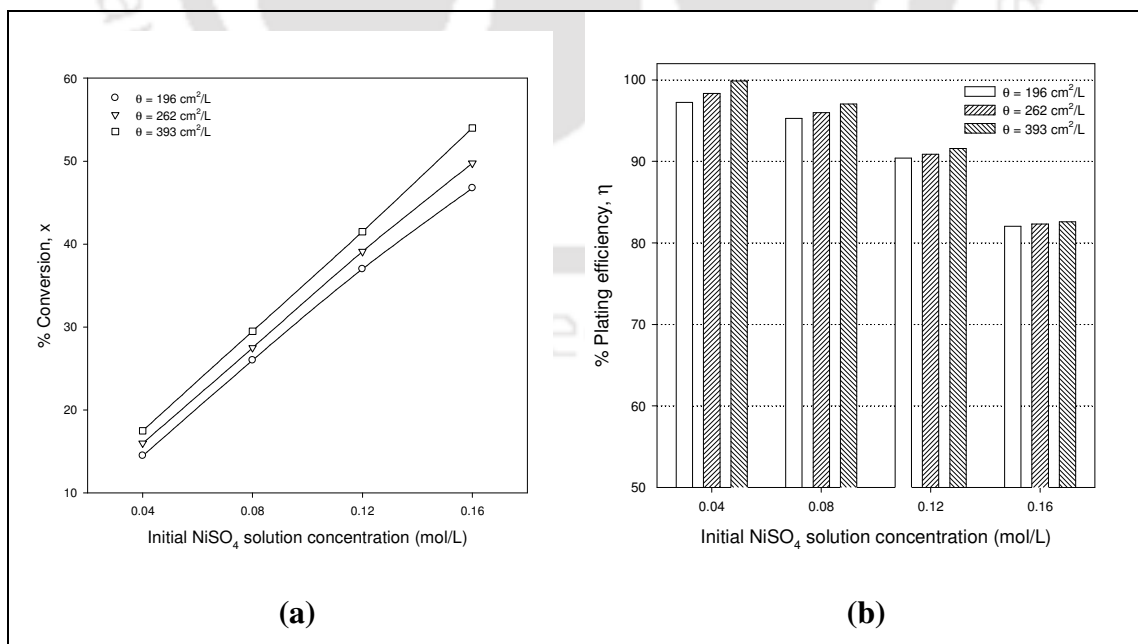 60
50
40
30
20
10
% Conversion, x
θ = 196 cm²/L
θ = 262 cm²/L
θ = 393 cm²/L
0.04 0.08 0.12 0.16
Initial NiSO₄ solution concentration (mol/L)
(a)
100
90
80
70
60
50
% Plating efficiency, η
θ = 196 cm²/L
θ = 262 cm²/L
θ = 393 cm²/L
0.04 0.08 0.12 0.16
Initial NiSO₄ solution concentration (mol/L)
(b)